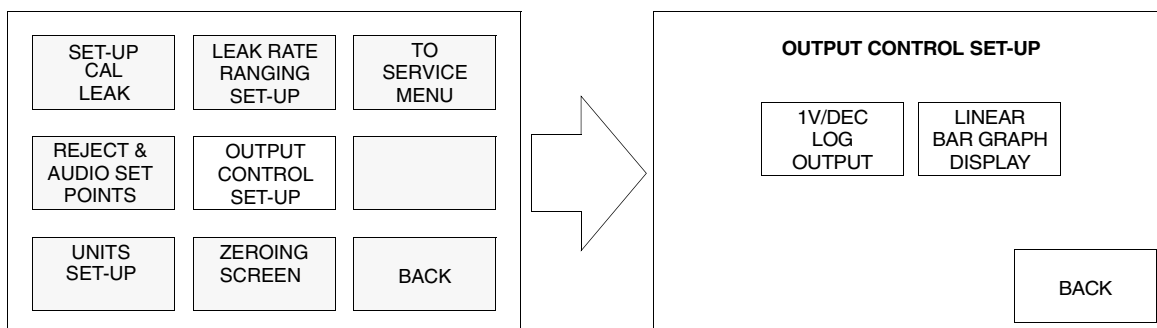 SET-UP
CAL
LEAK
LEAK RATE
RANGING
SET-UP
TO
SERVICE
MENU
REJECT &
AUDIO SET
POINTS
OUTPUT
CONTROL
SET-UP
UNITS
SET-UP
ZEROING
SCREEN
BACK
OUTPUT CONTROL SET-UP
1V/DEC
LOG
OUTPUT
LINEAR
BAR GRAPH
DISPLAY
BACK